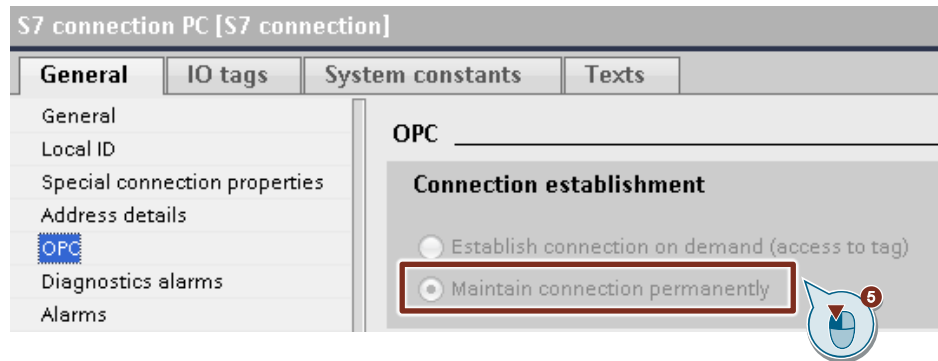 S7 connection PC [S7 connection]
General IO tags System constants Texts
General
Local ID
Special connection properties
Address details
OPC
Diagnostics alarms
Alarms
OPC
Connection establishment
Establish connection on demand (access to tag)
Maintain connection permanently
5